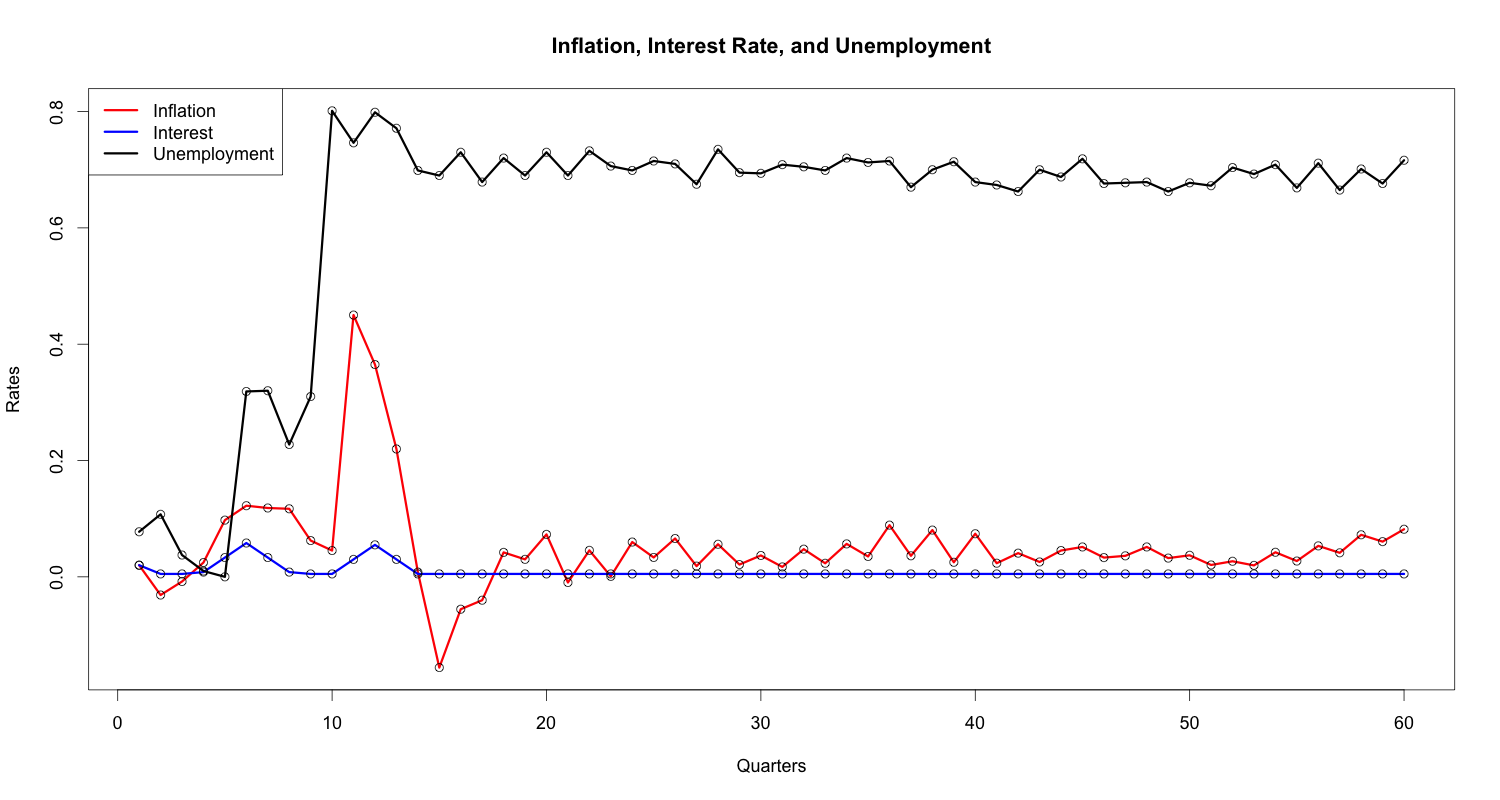 Inflation, Interest Rate, and Unemployment
Inflation
Interest
Unemployment
Rates
0.8
0.6
0.4
0.2
0.0
0 10 20 30 40 50 60
Quarters